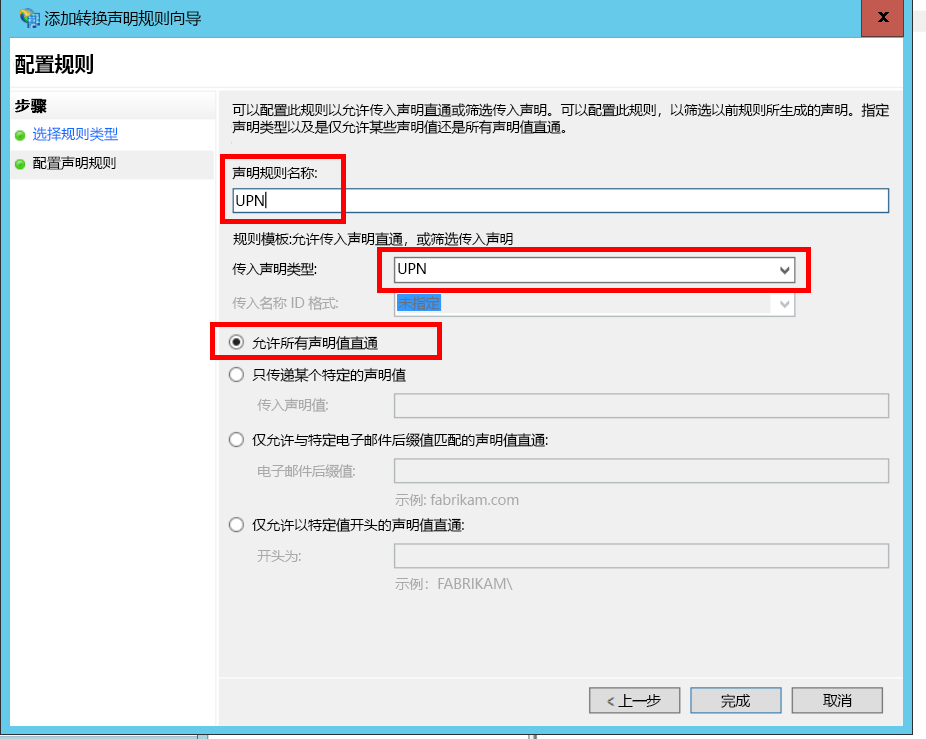 添加转换声明规则向导
x
配置规则
步骤
选择规则类型
配置声明规则
可以配置此规则以允许传入声明直通或筛选传入声明。可以配置此规则，以筛选以前规则所生成的声明。指定
声明类型以及是仅允许某些声明值还是所有声明值直通。
声明规则名称:
UPN
规则模板:允许传入声明直通，或筛选传入声明
传入声明类型:
UPN
传入名称 ID 格式:
未指定
允许所有声明值直通
只传递某个特定的声明值
传入声明值:
仅允许与特定电子邮件后缀值匹配的声明值直通:
电子邮件后缀值:
示例: fabrikam.com
仅允许以特定值开头的声明值直通:
开头为:
示例：FABRIKAM\
< 上一步
完成
取消